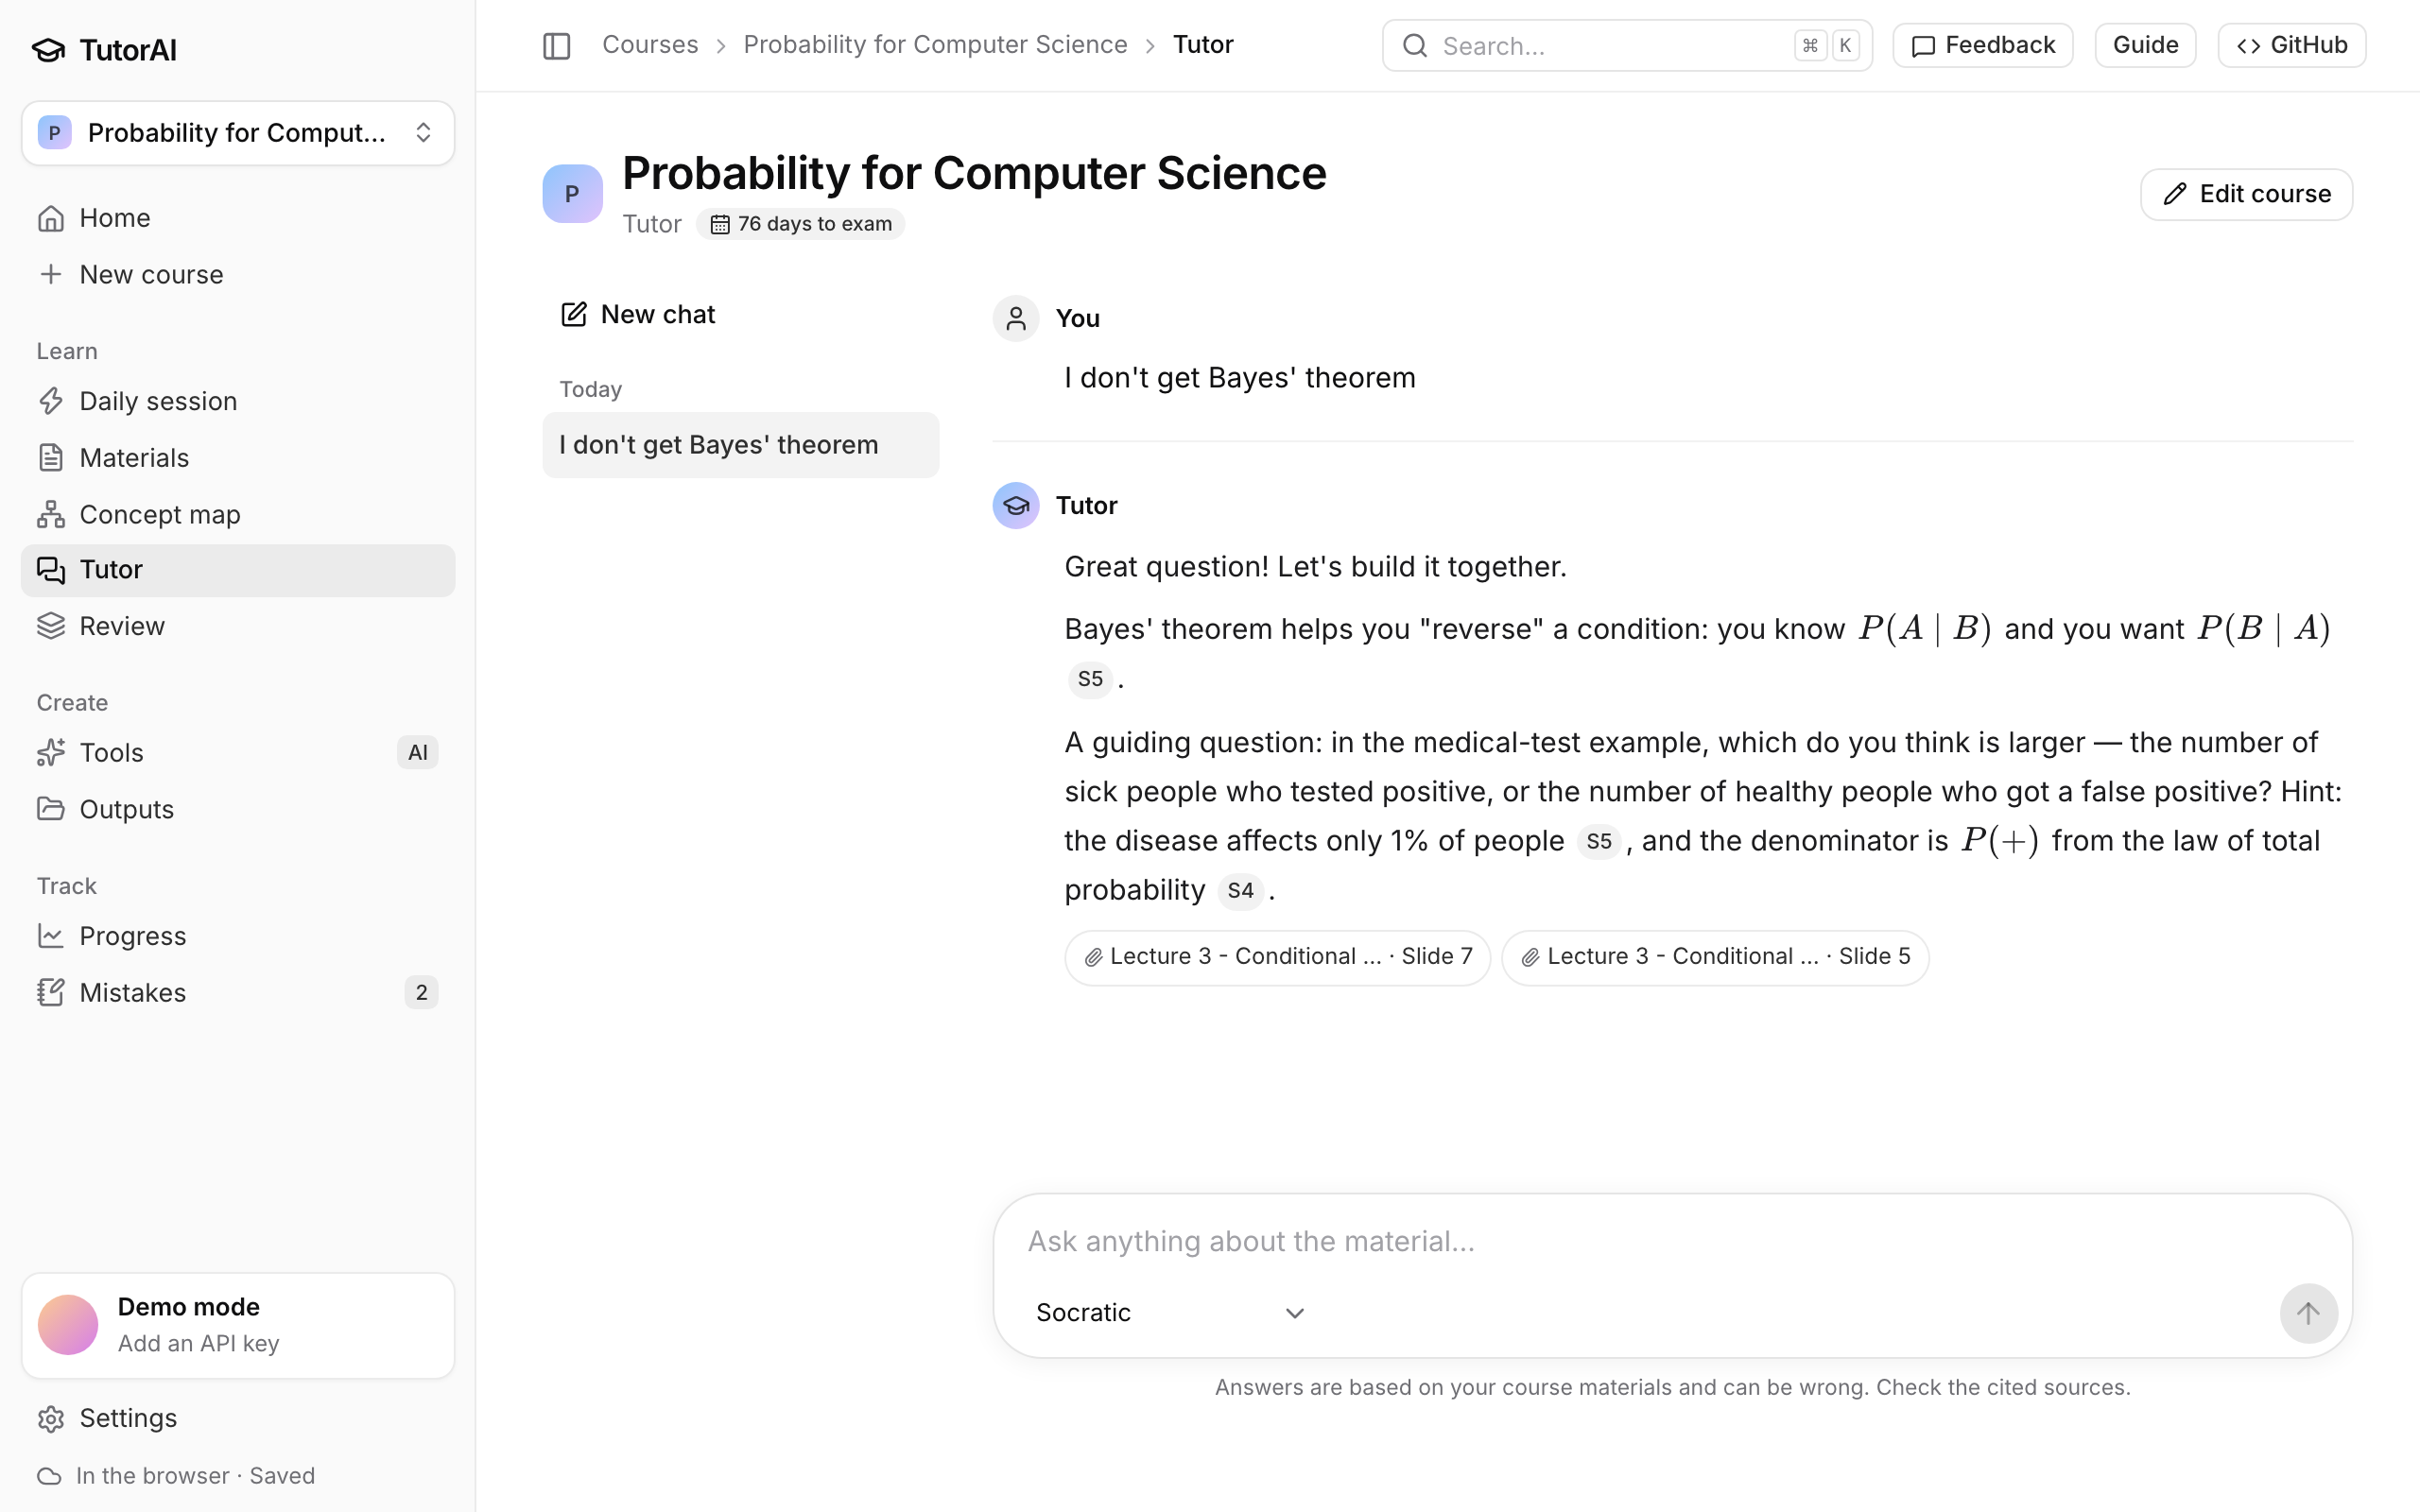 TutorAI
Probability for Comput...
P
Home
New course
Learn
Daily session
Materials
Concept map
Tutor
Review
Create
Tools AI
Outputs
Track
Progress
Mistakes 2
Demo mode
Add an API key
Settings
In the browser · Saved
Courses > Probability for Computer Science > Tutor
Search... ⌘ K
Feedback
Guide
GitHub
P
Probability for Computer Science
Tutor 76 days to exam
Edit course
New chat
Today
I don't get Bayes' theorem
You
I don't get Bayes' theorem
Tutor
Great question! Let's build it together.
Bayes' theorem helps you "reverse" a condition: you know P(A | B) and you want P(B | A)
S5 .
A guiding question: in the medical-test example, which do you think is larger — the number of
sick people who tested positive, or the number of healthy people who got a false positive? Hint:
the disease affects only 1% of people S5 , and the denominator is P(+) from the law of total
probability S4 .
Lecture 3 - Conditional ... · Slide 7
Lecture 3 - Conditional ... · Slide 5
Ask anything about the material...
Socratic
Answers are based on your course materials and can be wrong. Check the cited sources.